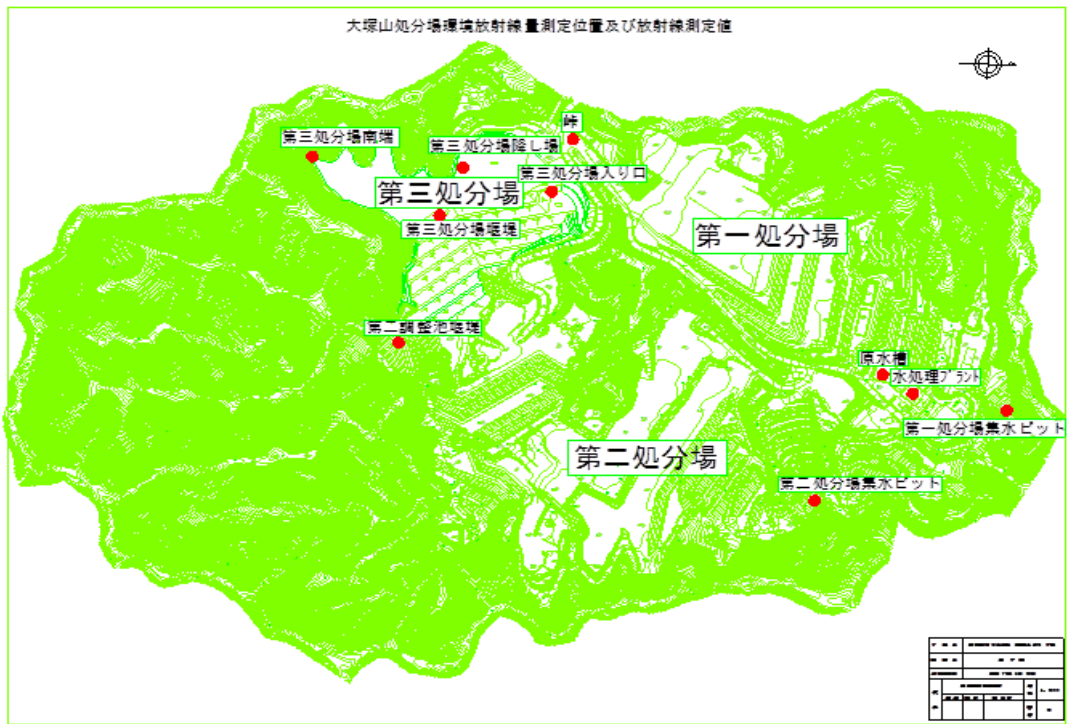 大塚山処分場環境放射線量測定位置及び放射線測定値
峠
第三処分場南端
第三処分場降し場
第三処分場入り口
第三処分場
第三処分場堰堤
第一処分場
第二調整池堰堤
原水槽
水処理プラント
第一処分場集水ピット
第二処分場
第二処分場集水ピット